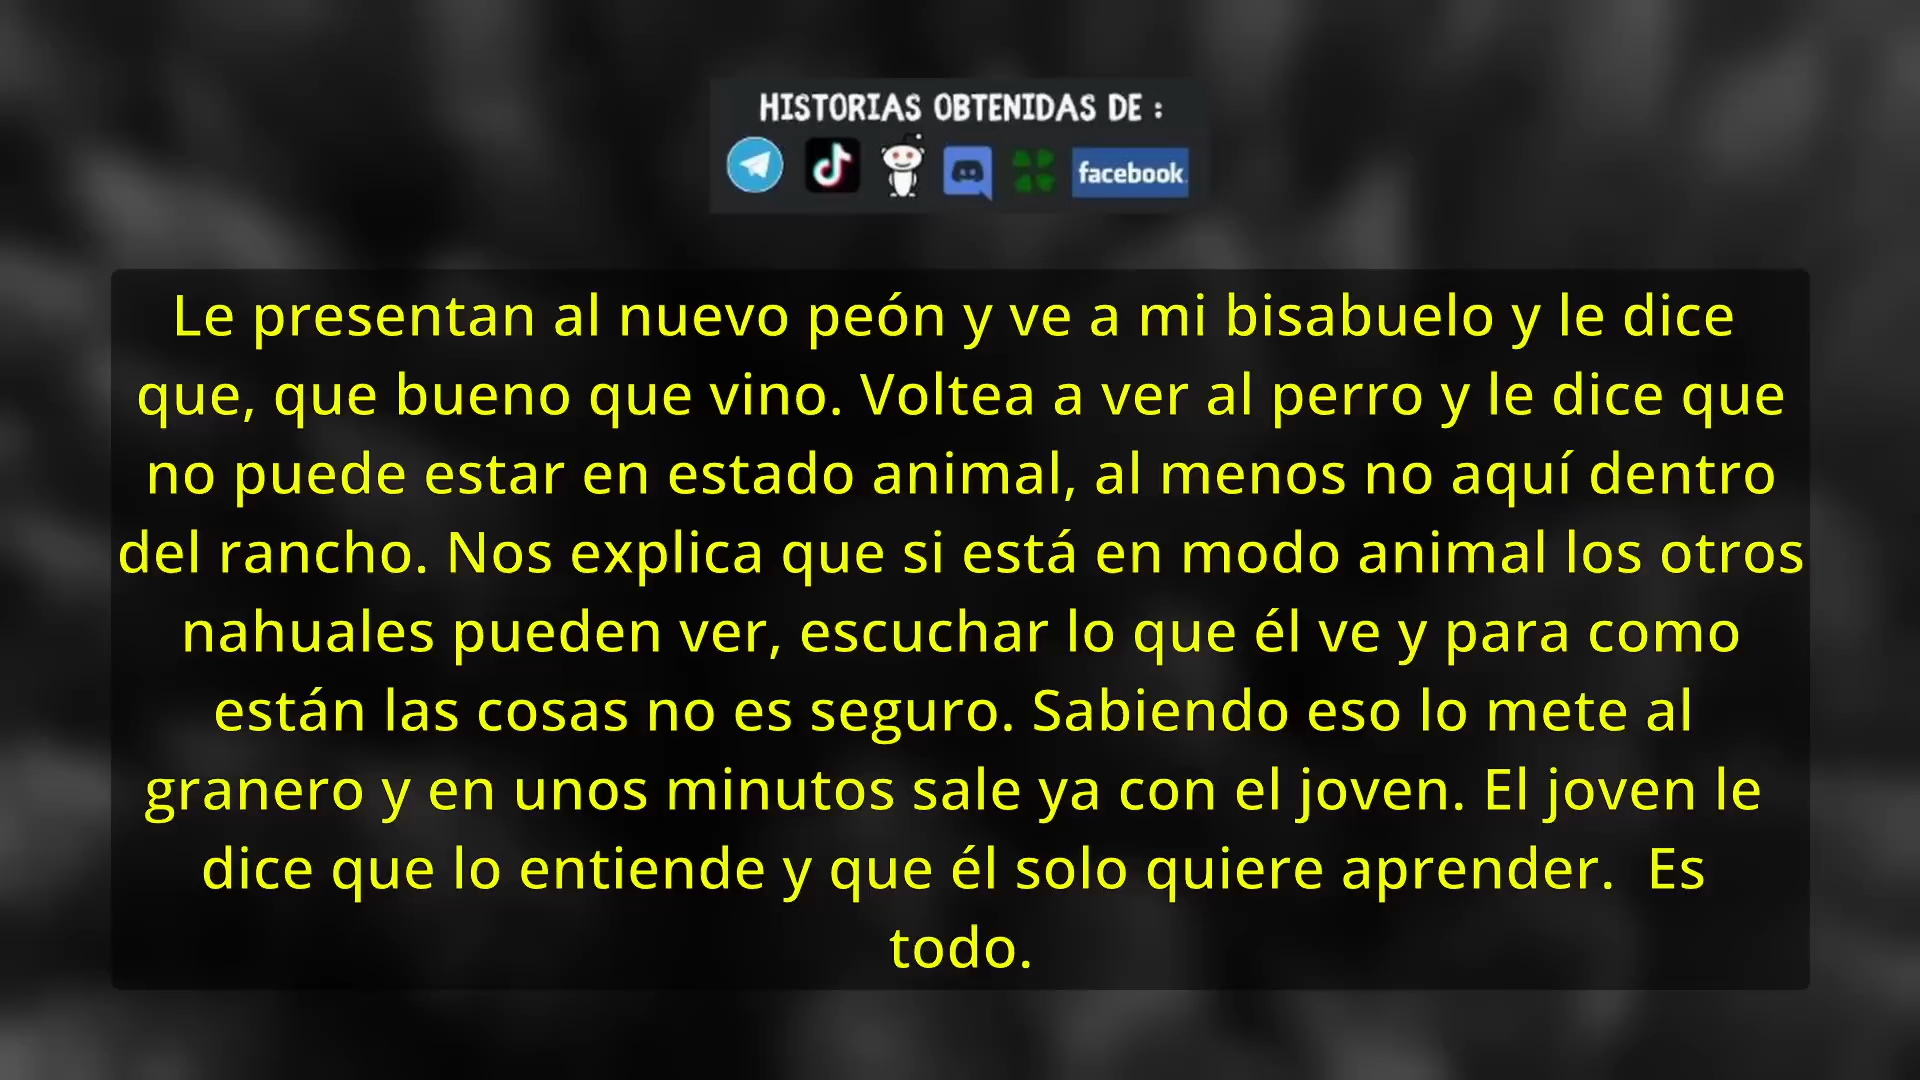 HISTORIAS OBTENIDAS DE :
facebook.
Le presentan al nuevo peón y ve a mi bisabuelo y le dice
que, que bueno que vino. Voltea a ver al perro y le dice que
no puede estar en estado animal, al menos no aquí dentro
del rancho. Nos explica que si está en modo animal los otros
nahuales pueden ver, escuchar lo que él ve y para como
están las cosas no es seguro. Sabiendo eso lo mete al
granero y en unos minutos sale ya con el joven. El joven le
dice que lo entiende y que él solo quiere aprender.  Es
todo.